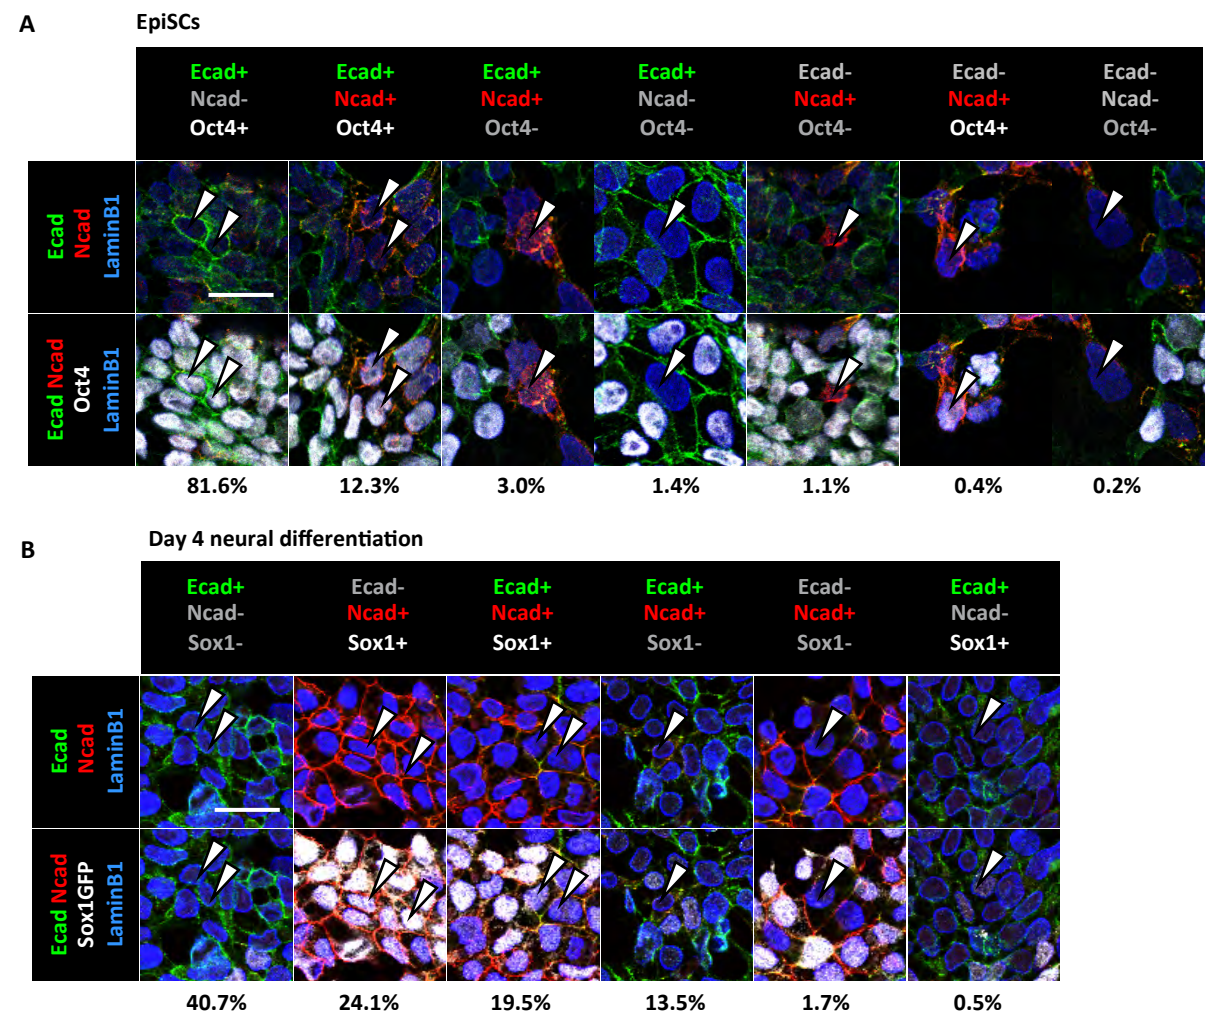 A
EpiSCs
Ecad+ Ecad+ Ecad+ Ecad+ Ecad- Ecad- Ecad-
Ncad- Ncad+ Ncad+ Ncad- Ncad+ Ncad+ Ncad-
Oct4+ Oct4+ Oct4- Oct4- Oct4- Oct4+ Oct4-
Ecad
Ncad
LaminB1
Ecad Ncad
Oct4
LaminB1
81.6% 12.3% 3.0% 1.4% 1.1% 0.4% 0.2%
B
Day 4 neural differentiation
Ecad+ Ecad- Ecad+ Ecad+ Ecad- Ecad+
Ncad- Ncad+ Ncad+ Ncad+ Ncad+ Ncad-
Sox1- Sox1+ Sox1+ Sox1- Sox1- Sox1+
Ecad
Ncad
LaminB1
Ecad Ncad
Sox1GFP
LaminB1
40.7% 24.1% 19.5% 13.5% 1.7% 0.5%